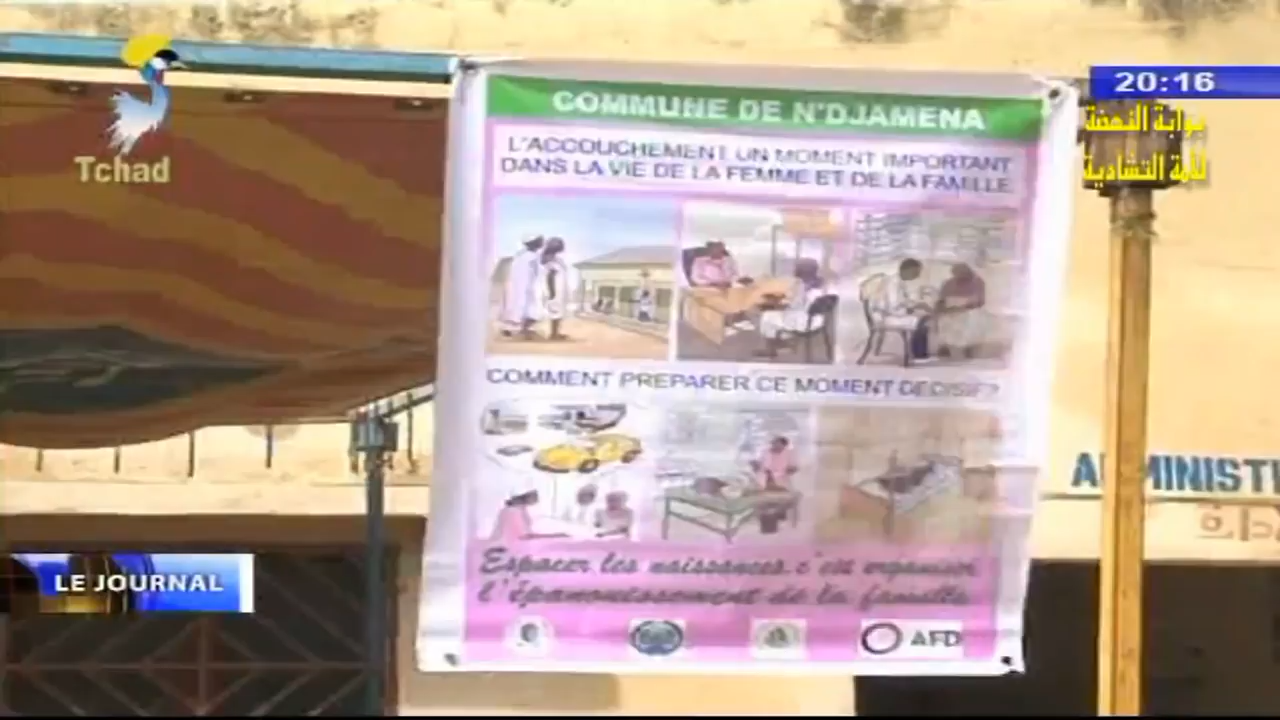 20:16
بوابة النهضة
للأمة التشادية
Tchad
COMMUNE DE N'DJAMENA
L'ACCOUCHEMENT UN MOMENT IMPORTANT
DANS LA VIE DE LA FEMME ET DE LA FAMILLE
COMMENT PREPARER CE MOMENT DECISIF?
Espacer les naissances, c'est organiser
l'épanouissement de la famille
AFD
LE JOURNAL